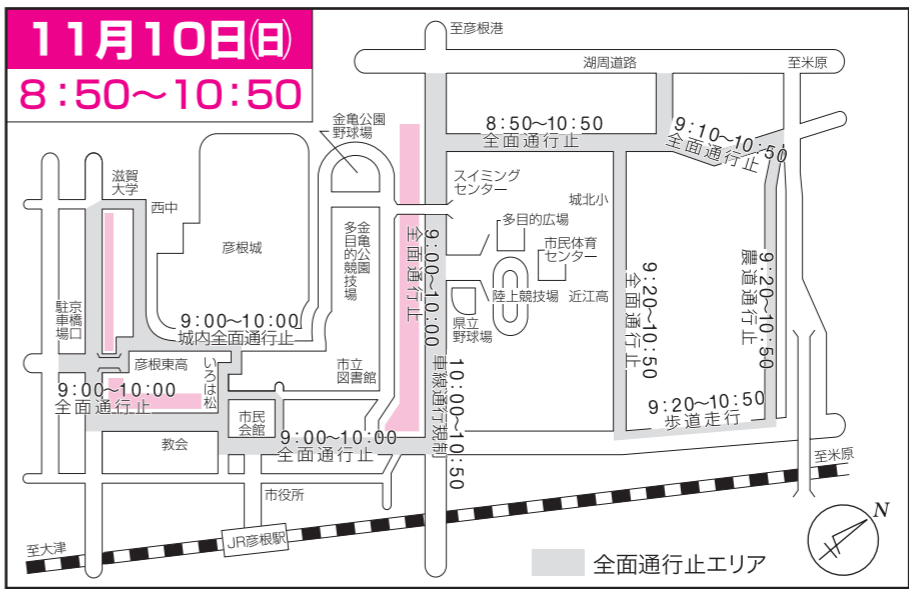 11月10日(日)
8:50～10:50
至彦根港
湖周道路
至米原
金亀公園
野球場
8:50～10:50
全面通行止
9:10～10:50
全面通行止
滋賀
大学
西中
彦根城
スイミング
センター
城北小
多目的広場
市民体育
センター
金亀公園
多目的競技場
9:00～10:00
全面通行止
陸上競技場
近江高
県立
野球場
9:20～10:50
全面通行止
9:20～10:50
農道通行止
京橋口
駐車場
9:00～10:00
城内全面通行止
彦根東高
いろは松
市立
図書館
9:00～10:00
全面通行止
市民
会館
10:00～10:50
車線通行規制
9:20～10:50
歩道走行
教会
9:00～10:00
全面通行止
至米原
市役所
JR彦根駅
至大津
N
全面通行止エリア